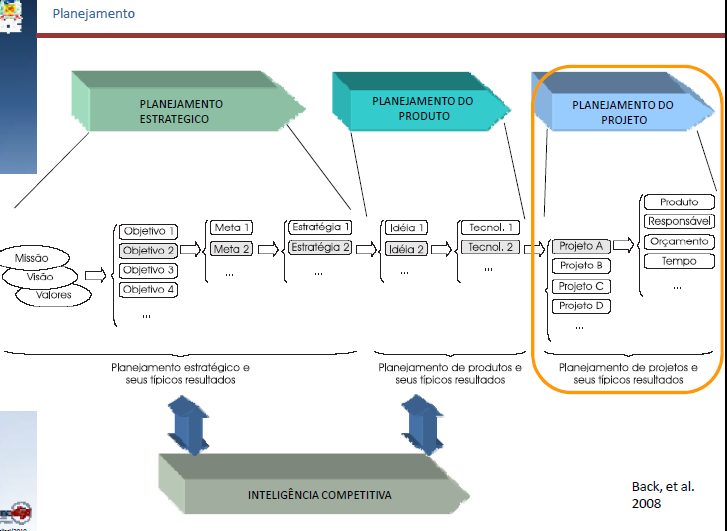 Planejamento
PLANEJAMENTO
ESTRATEGICO
PLANEJAMENTO DO
PRODUTO
PLANEJAMENTO DO
PROJETO
Missão
Visão
Valores
Objetivo 1
Objetivo 2
Objetivo 3
Objetivo 4
...
Meta 1
Meta 2
...
Estratégia 1
Estratégia 2
...
Idéia 1
Idéia 2
...
Tecnol. 1
Tecnol. 2
...
Projeto A
Projeto B
Projeto C
Projeto D
...
Produto
Responsável
Orçamento
Tempo
...
Planejamento estratégico e
seus típicos resultados
Planejamento de produtos e
seus típicos resultados
Planejamento de projetos e
seus típicos resultados
INTELIGÊNCIA COMPETITIVA
Back, et al.
2008